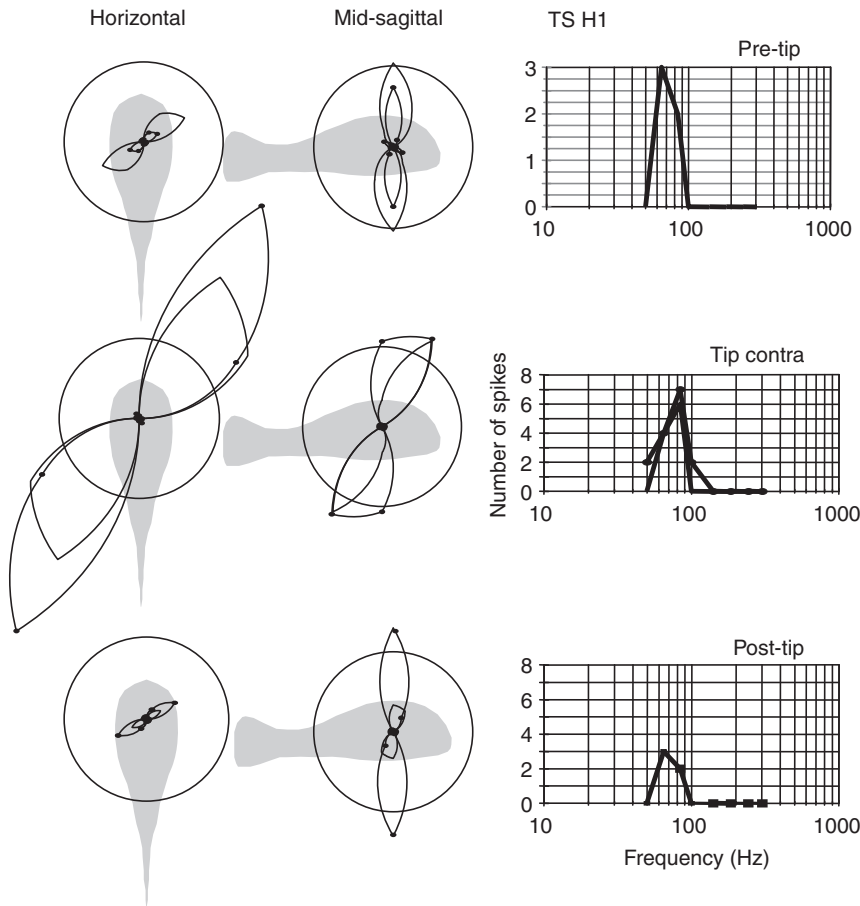 Horizontal
Mid-sagittal
TS H1
Pre-tip
3
2
1
0
10
100
1000
Tip contra
Number of spikes
8
6
4
2
0
10
100
1000
Post-tip
8
6
4
2
0
10
100
1000
Frequency (Hz)